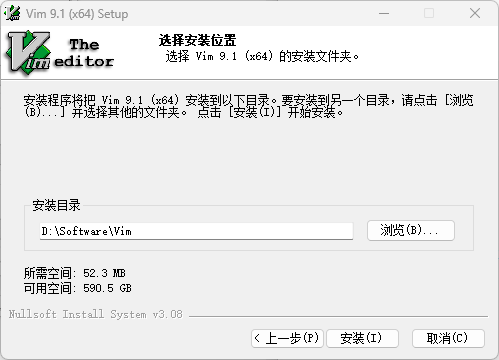 Vim 9.1 (x64) Setup
The
Vim editor
选择安装位置
选择 Vim 9.1 (x64) 的安装文件夹。
安装程序将把 Vim 9.1 (x64) 安装到以下目录。要安装到另一个目录，请点击 [浏览
(B)...] 并选择其他的文件夹。 点击 [安装(I)] 开始安装。
安装目录
D:\Software\Vim
浏览(B)...
所需空间: 52.3 MB
可用空间: 590.5 GB
Nullsoft Install System v3.08
< 上一步(P)
安装(I)
取消(C)